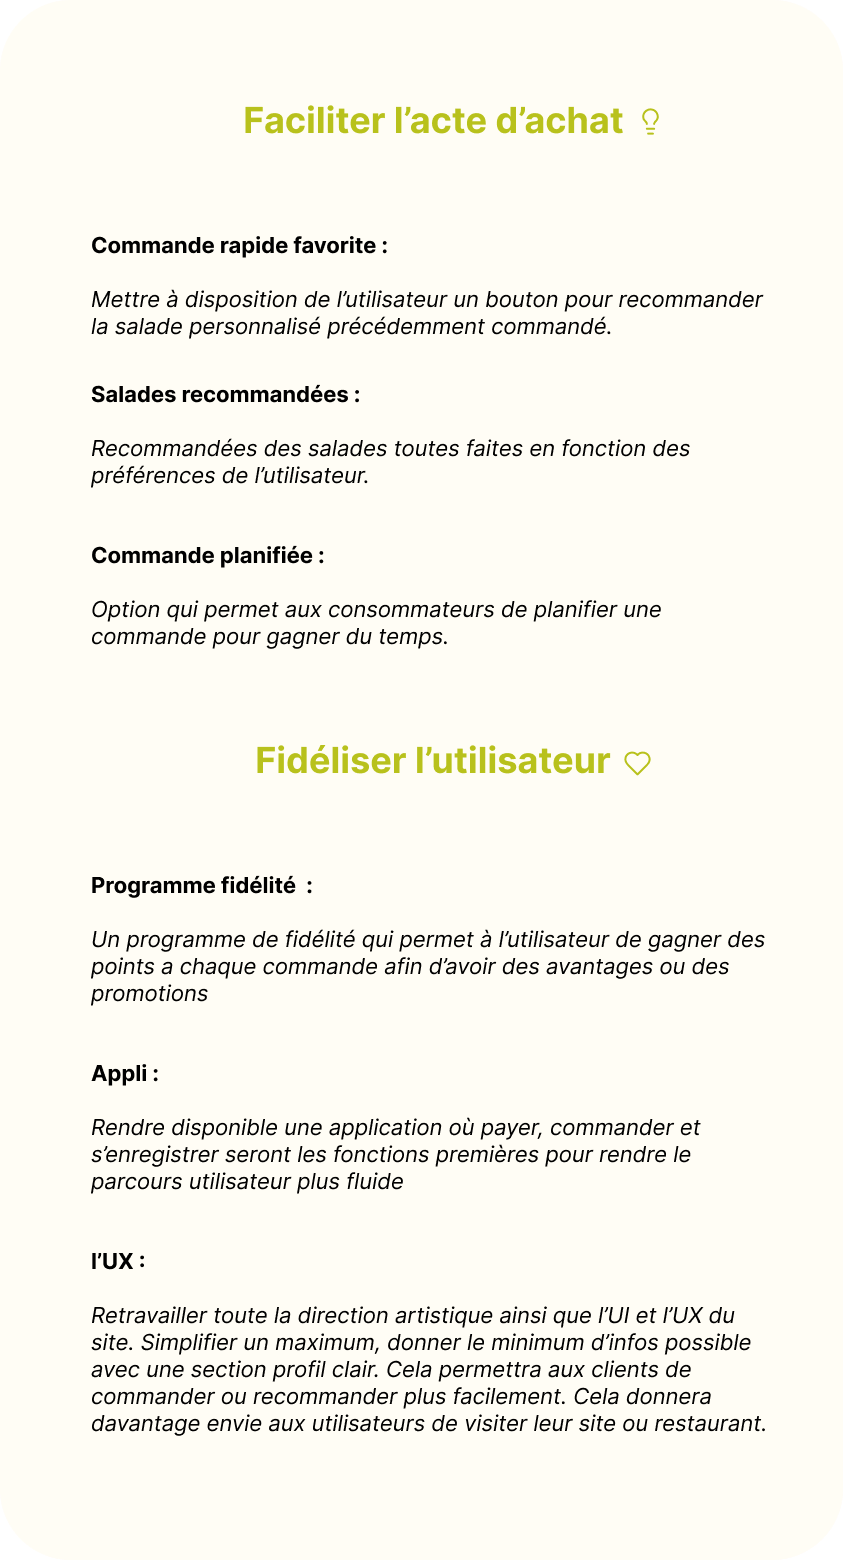 Faciliter l’acte d’achat
Commande rapide favorite :
Mettre à disposition de l’utilisateur un bouton pour recommander
la salade personnalisé précédemment commandé.
Salades recommandées :
Recommandées des salades toutes faites en fonction des
préférences de l’utilisateur.
Commande planifiée :
Option qui permet aux consommateurs de planifier une
commande pour gagner du temps.
Fidéliser l’utilisateur
Programme fidélité  :
Un programme de fidélité qui permet à l’utilisateur de gagner des
points a chaque commande afin d’avoir des avantages ou des
promotions
Appli :
Rendre disponible une application où payer, commander et
s’enregistrer seront les fonctions premières pour rendre le
parcours utilisateur plus fluide
l’UX :
Retravailler toute la direction artistique ainsi que l’UI et l’UX du
site. Simplifier un maximum, donner le minimum d’infos possible
avec une section profil clair. Cela permettra aux clients de
commander ou recommander plus facilement. Cela donnera
davantage envie aux utilisateurs de visiter leur site ou restaurant.